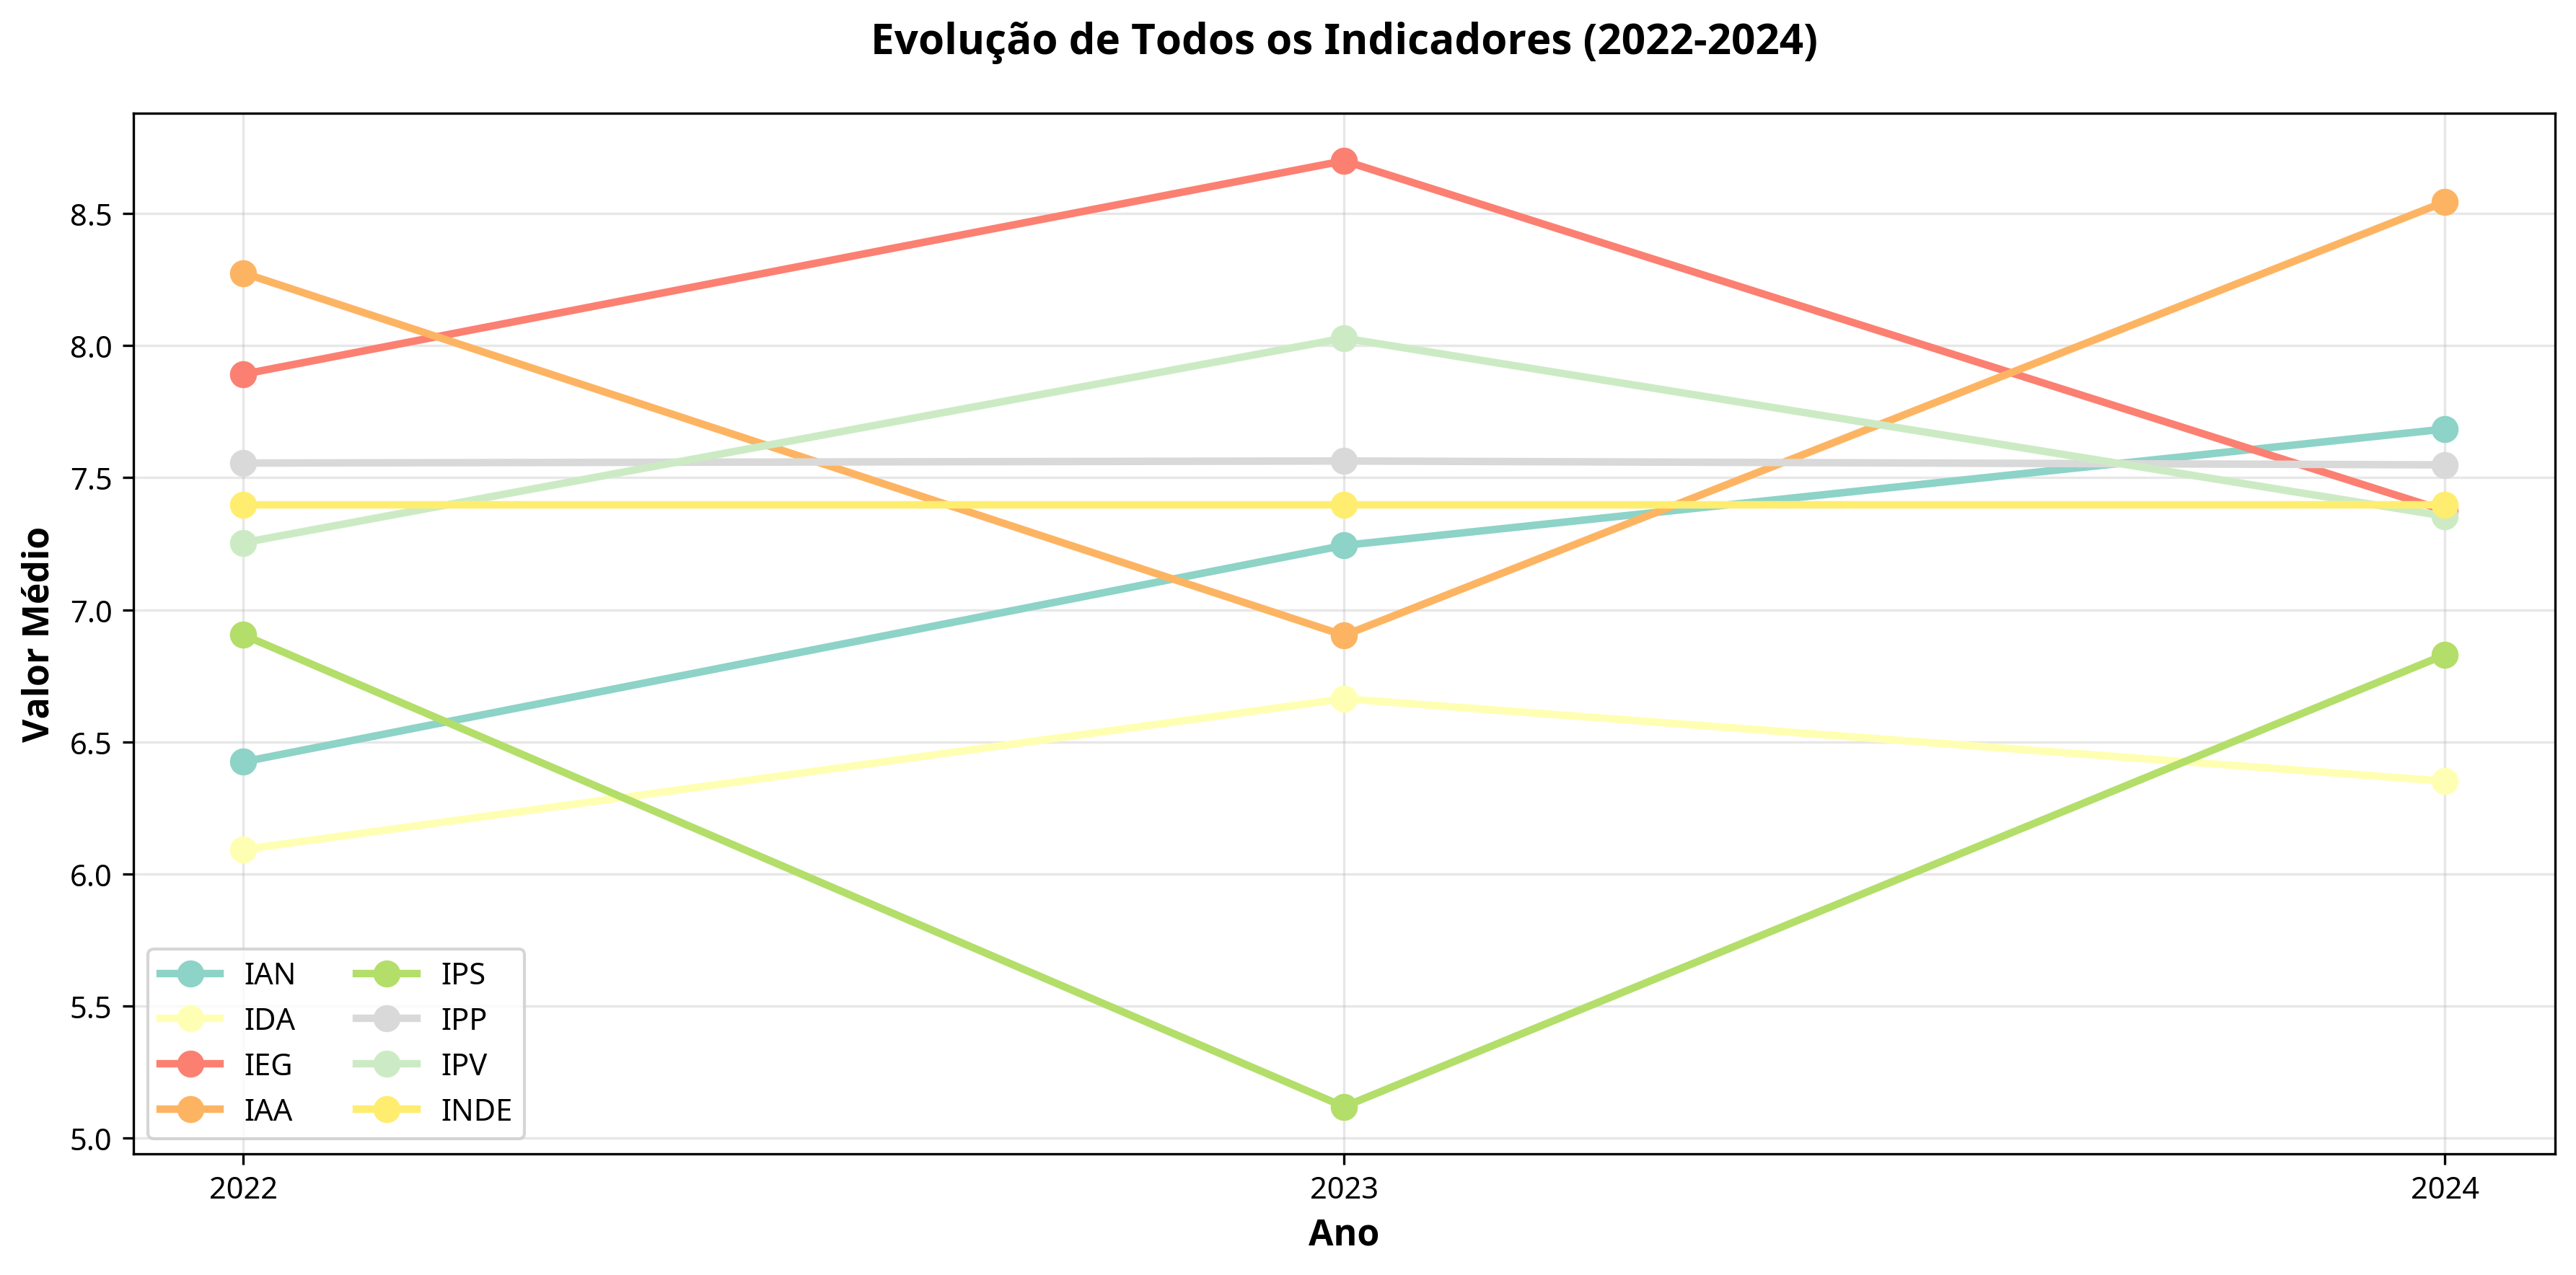 Evolução de Todos os Indicadores (2022-2024)
Valor Médio
8.5
8.0
7.5
7.0
6.5
6.0
5.5
5.0
IAN
IDA
IEG
IAA
IPS
IPP
IPV
INDE
2022
2023
2024
Ano